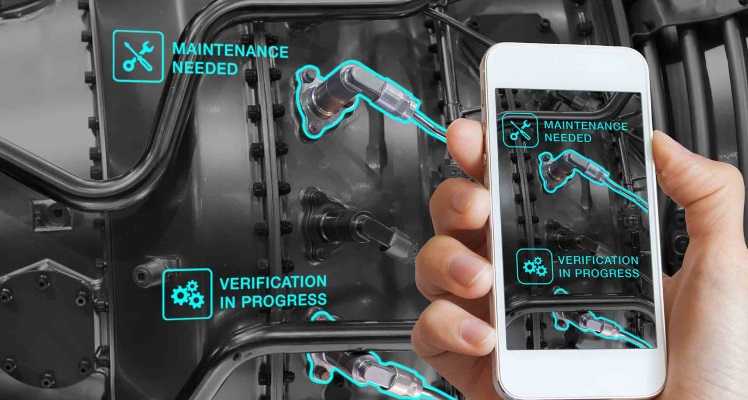 MAINTENANCE
NEEDED
VERIFICATION
IN PROGRESS
MAINTENANCE
NEEDED
VERIFICATION
IN PROGRESS